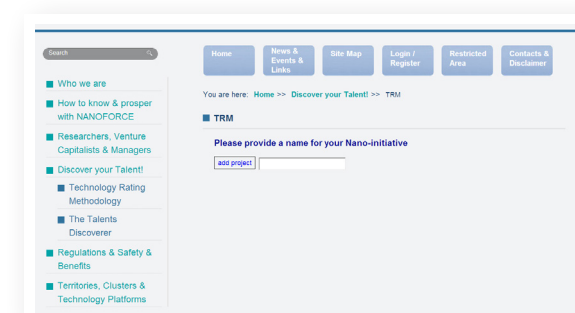 Search
Home
News &
Events &
Links
Site Map
Login /
Register
Restricted
Area
Contacts &
Disclaimer
Who we are
How to know & prosper
with NANOFORCE
Researchers, Venture
Capitalists & Managers
Discover your Talent!
Technology Rating
Methodology
The Talents
Discoverer
Regulations & Safety &
Benefits
Territories, Clusters &
Technology Platforms
You are here: Home >> Discover your Talent! >> TRM
TRM
Please provide a name for your Nano-initiative
add project